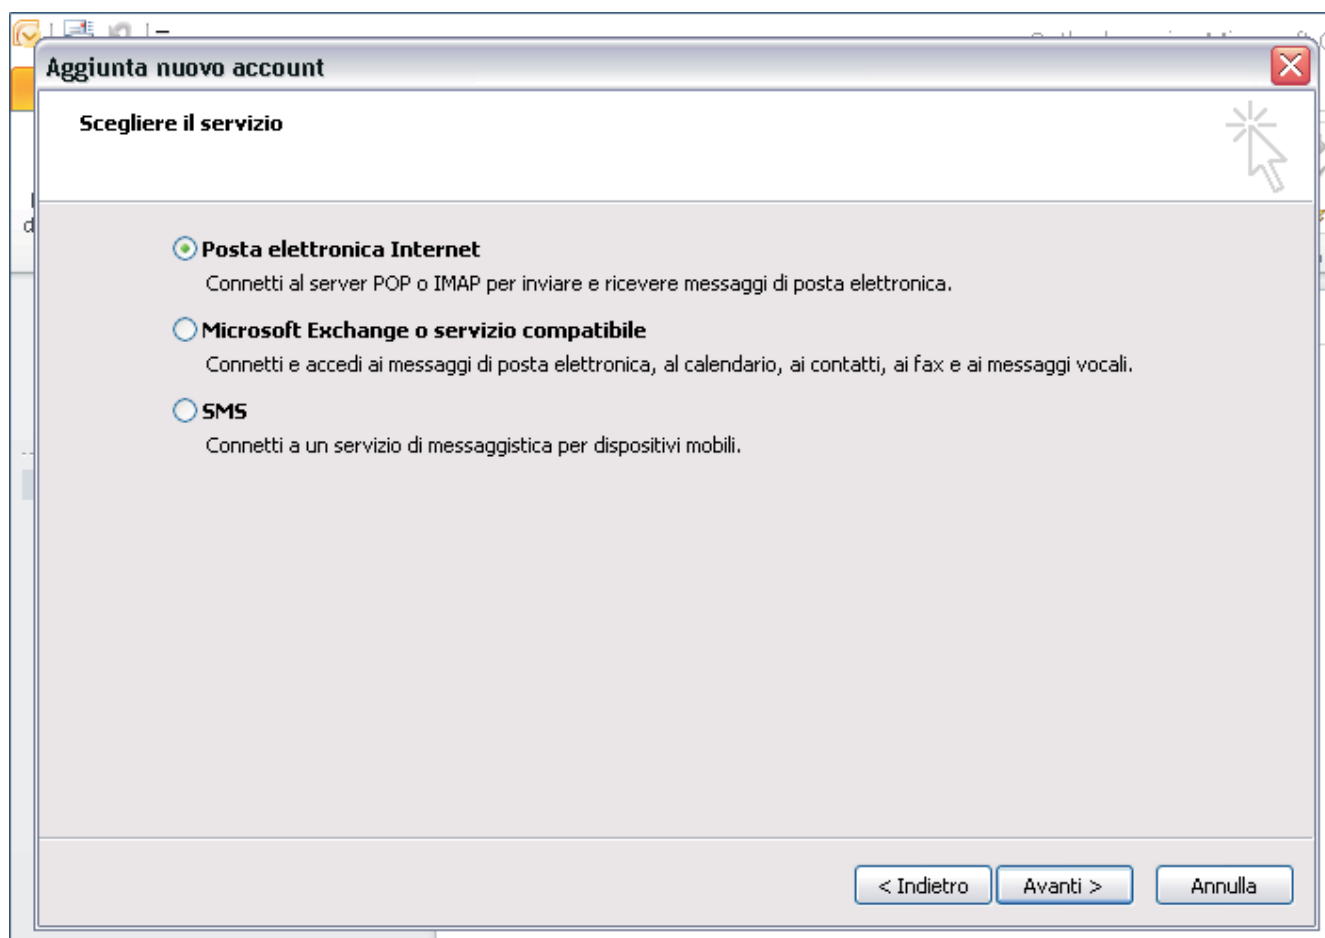 Aggiunta nuovo account
Scegliere il servizio
Posta elettronica Internet
Connetti al server POP o IMAP per inviare e ricevere messaggi di posta elettronica.
Microsoft Exchange o servizio compatibile
Connetti e accedi ai messaggi di posta elettronica, al calendario, ai contatti, ai fax e ai messaggi vocali.
SMS
Connetti a un servizio di messaggistica per dispositivi mobili.
< Indietro
Avanti >
Annulla